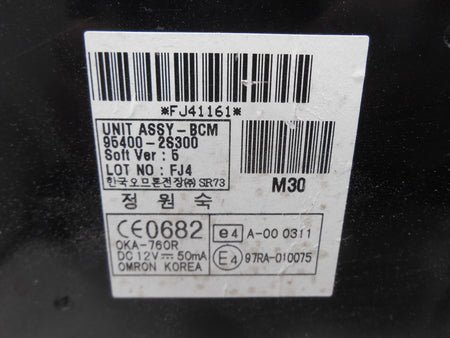 *FJ41161*
UNIT ASSY-BCM
95400-2S300
Soft Ver : 5
LOT NO : FJ4
한국오므론전장㈜ SR73
M30
정 원 숙
CE0682
OKA-760R
DC 12V ⎓ 50mA
OMRON KOREA
e4 A-00 0311
E4 97RA-010075